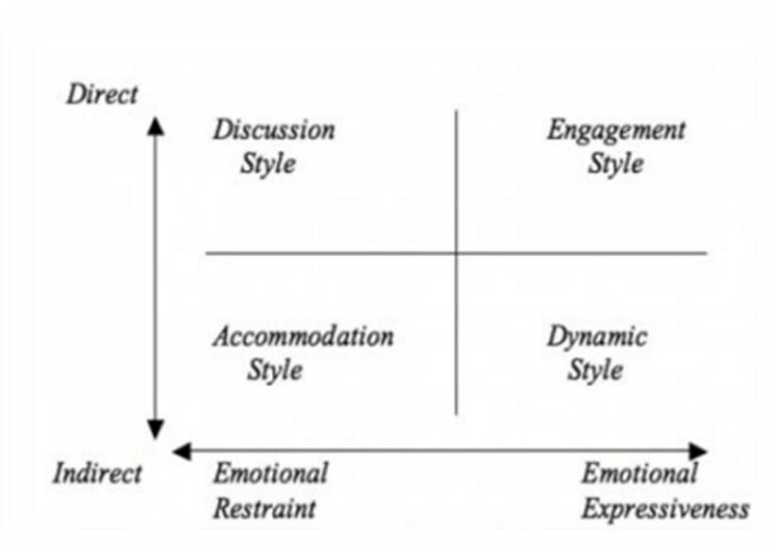 Direct
Discussion
Style
Engagement
Style
Accommodation
Style
Dynamic
Style
Indirect
Emotional
Restraint
Emotional
Expressiveness